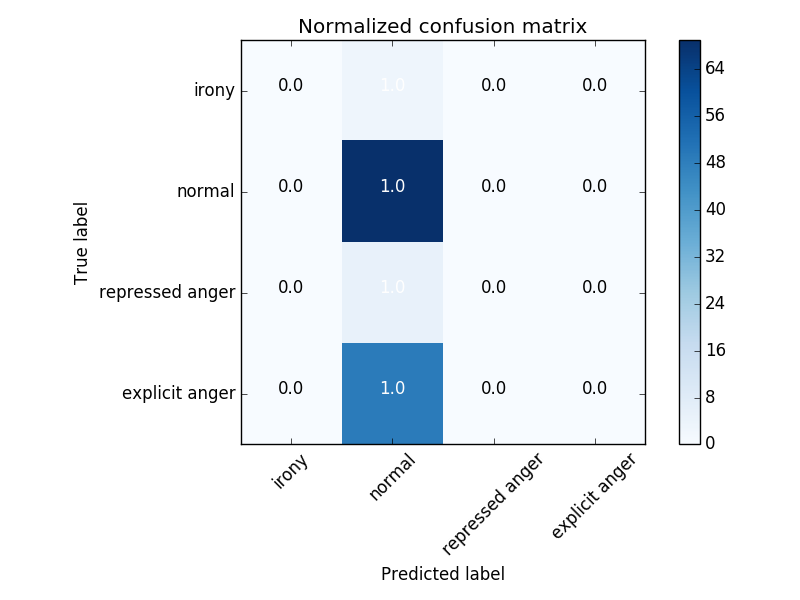 Normalized confusion matrix
irony 0.0 1.0 0.0 0.0
normal 0.0 1.0 0.0 0.0
repressed anger 0.0 1.0 0.0 0.0
explicit anger 0.0 1.0 0.0 0.0
True label
irony normal repressed anger explicit anger
Predicted label
64
56
48
40
32
24
16
8
0